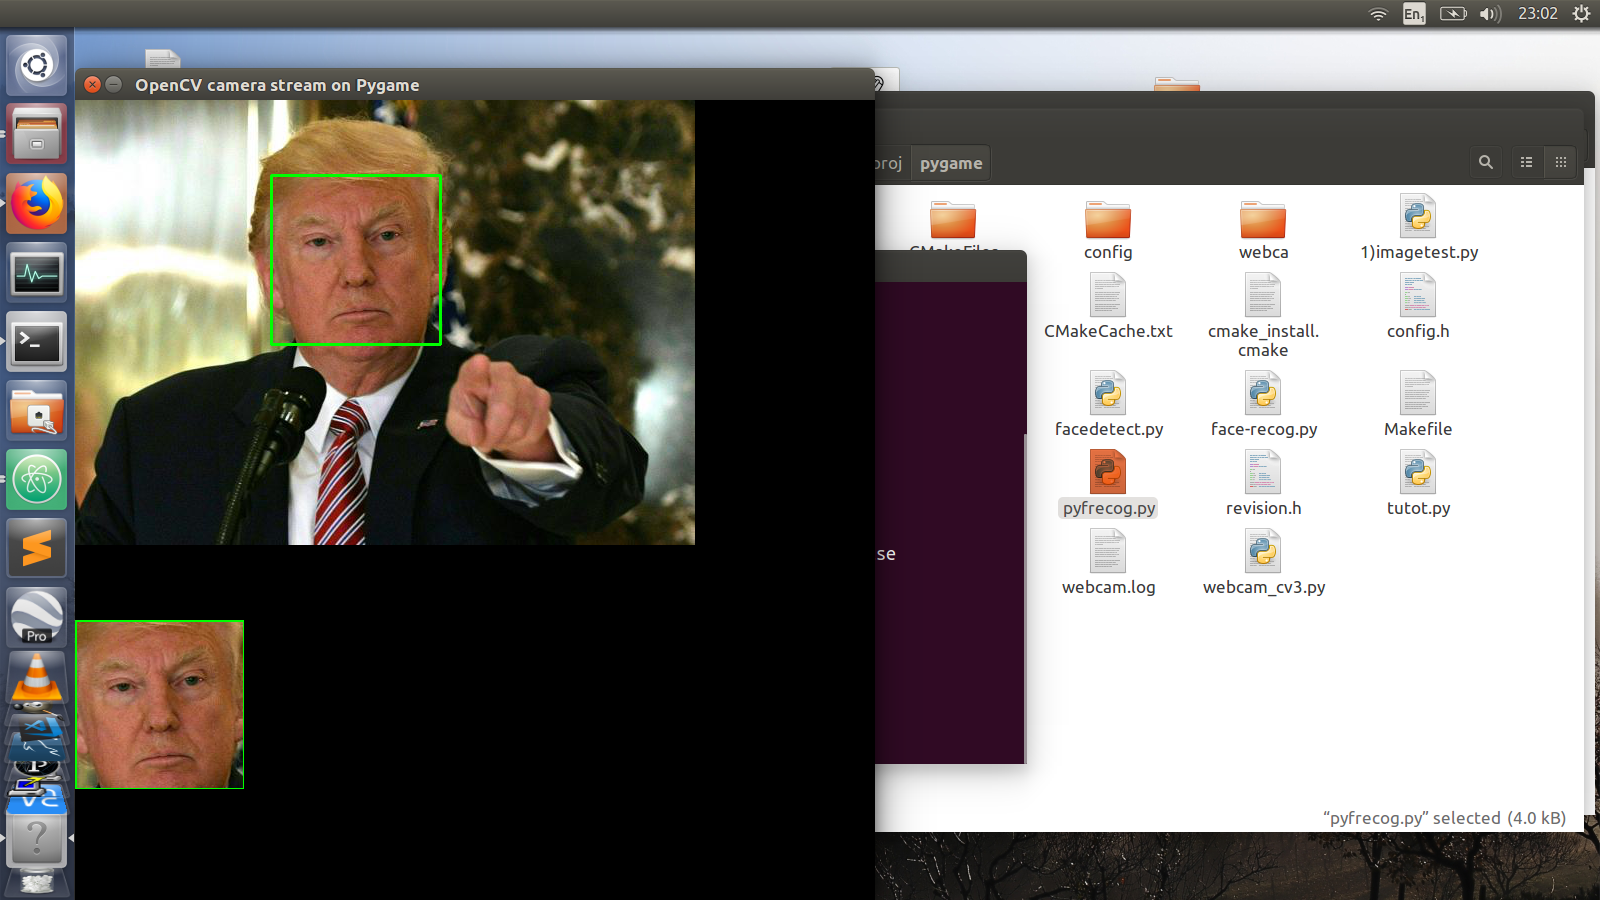 En1
23:02
OpenCV camera stream on Pygame
proj
pygame
CMakeFiles
config
webca
1)imagetest.py
CMakeCache.txt
cmake_install.
cmake
config.h
facedetect.py
face-recog.py
Makefile
pyfrecog.py
revision.h
tutot.py
se
webcam.log
webcam_cv3.py
Pro
"pyfrecog.py" selected (4.0 kB)